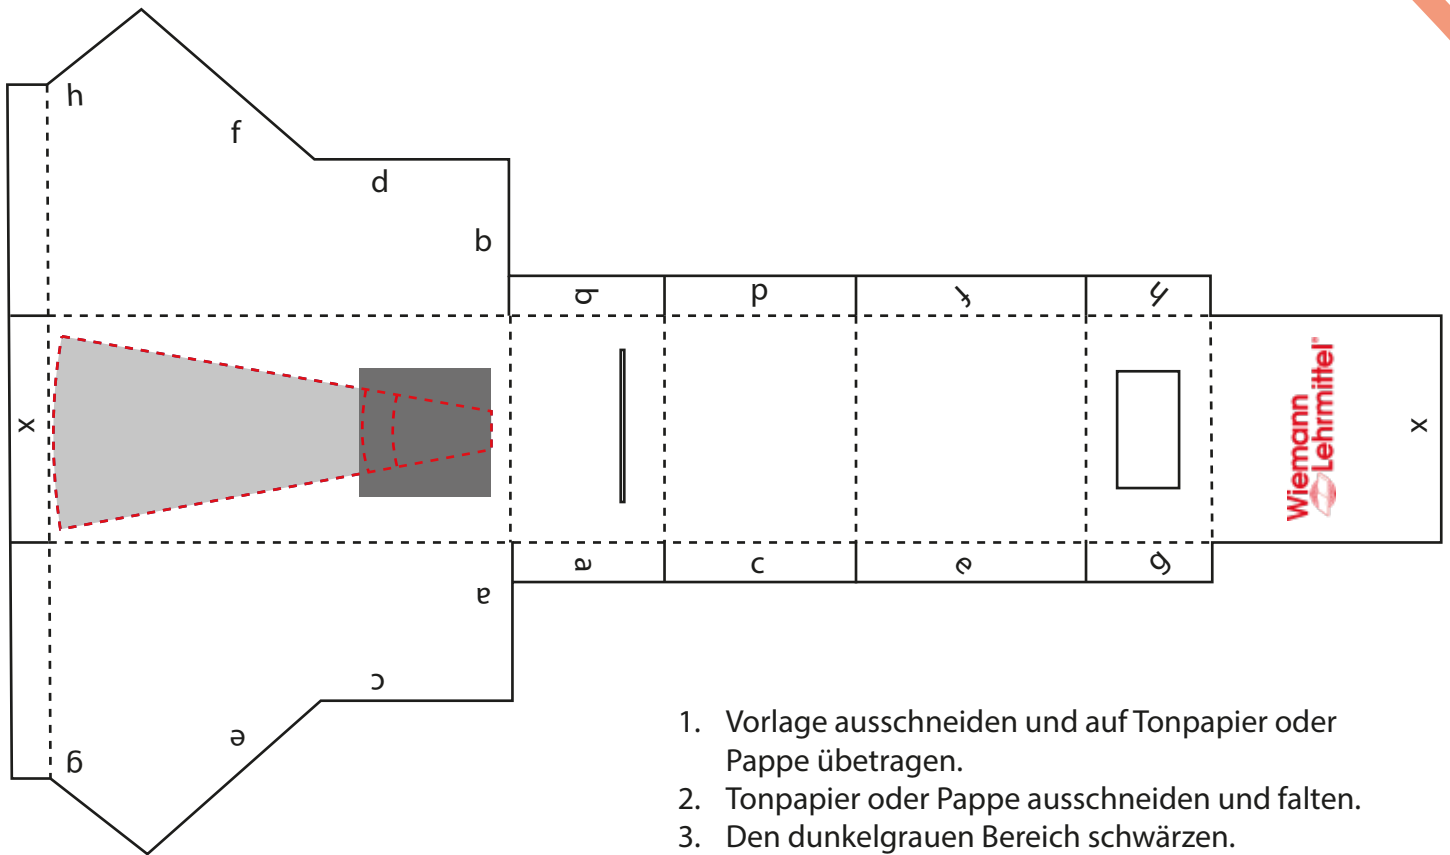 h
f
d
b
b d f h
x
Wiemann
Lehrmittel
x
a c e g
a
c
e
g
1. Vorlage ausschneiden und auf Tonpapier oder
Pappe übetragen.
2. Tonpapier oder Pappe ausschneiden und falten.
3. Den dunkelgrauen Bereich schwärzen.